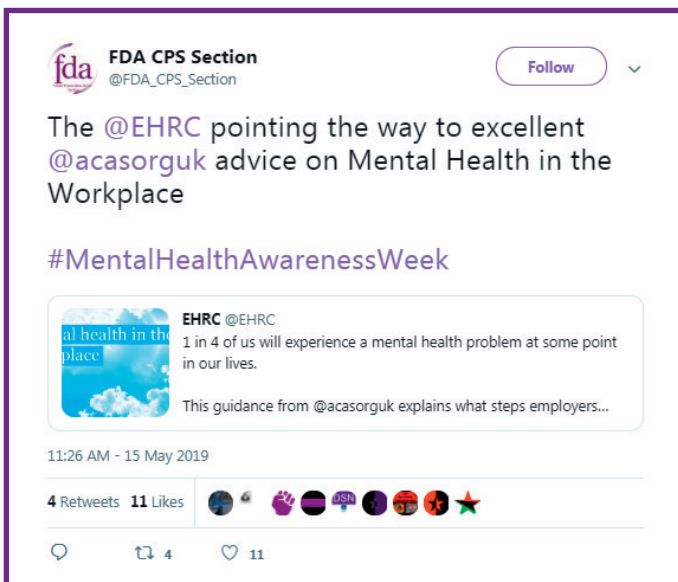 fda
FDA CPS Section
@FDA_CPS_Section
Follow
The @EHRC pointing the way to excellent
@acasorguk advice on Mental Health in the
Workplace
#MentalHealthAwarenessWeek
al health in the
place
EHRC @EHRC
1 in 4 of us will experience a mental health problem at some point
in our lives.
This guidance from @acasorguk explains what steps employers...
11:26 AM - 15 May 2019
4 Retweets 11 Likes
DSN
4 11